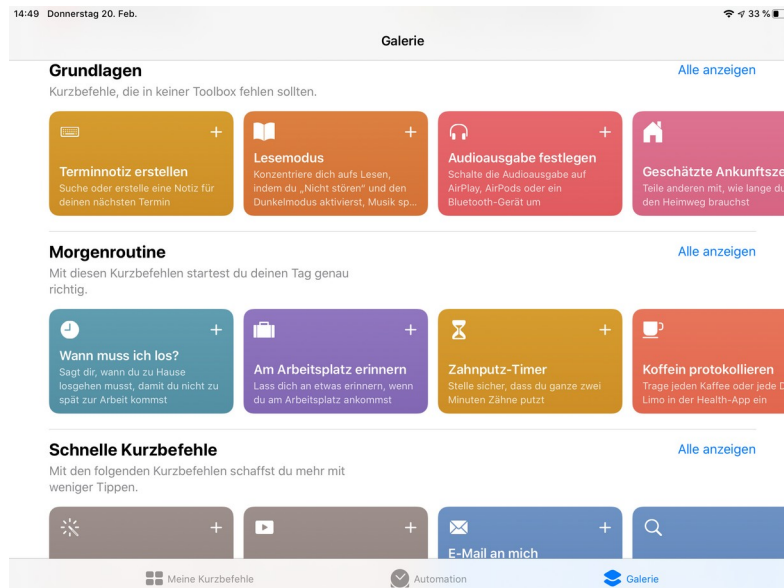 14:49 Donnerstag 20. Feb.
33 %
Galerie
Grundlagen
Alle anzeigen
Kurzbefehle, die in keiner Toolbox fehlen sollten.
Terminnotiz erstellen
Suche oder erstelle eine Notiz für
deinen nächsten Termin
Lesemodus
Konzentriere dich aufs Lesen,
indem du „Nicht stören“ und den
Dunkelmodus aktivierst, Musik sp...
Audioausgabe festlegen
Schalte die Audioausgabe auf
AirPlay, AirPods oder ein
Bluetooth-Gerät um
Geschätzte Ankunftsze
Teile anderen mit, wie lange du
den Heimweg brauchst
Morgenroutine
Alle anzeigen
Mit diesen Kurzbefehlen startest du deinen Tag genau
richtig.
Wann muss ich los?
Sagt dir, wann du zu Hause
losgehen musst, damit du nicht zu
spät zur Arbeit kommst
Am Arbeitsplatz erinnern
Lass dich an etwas erinnern, wenn
du am Arbeitsplatz ankommst
Zahnputz-Timer
Stelle sicher, dass du ganze zwei
Minuten Zähne putzt
Koffein protokollieren
Trage jeden Kaffee oder jede D
Limo in der Health-App ein
Schnelle Kurzbefehle
Alle anzeigen
Mit den folgenden Kurzbefehlen schaffst du mehr mit
weniger Tippen.
E-Mail an mich
Meine Kurzbefehle
Automation
Galerie